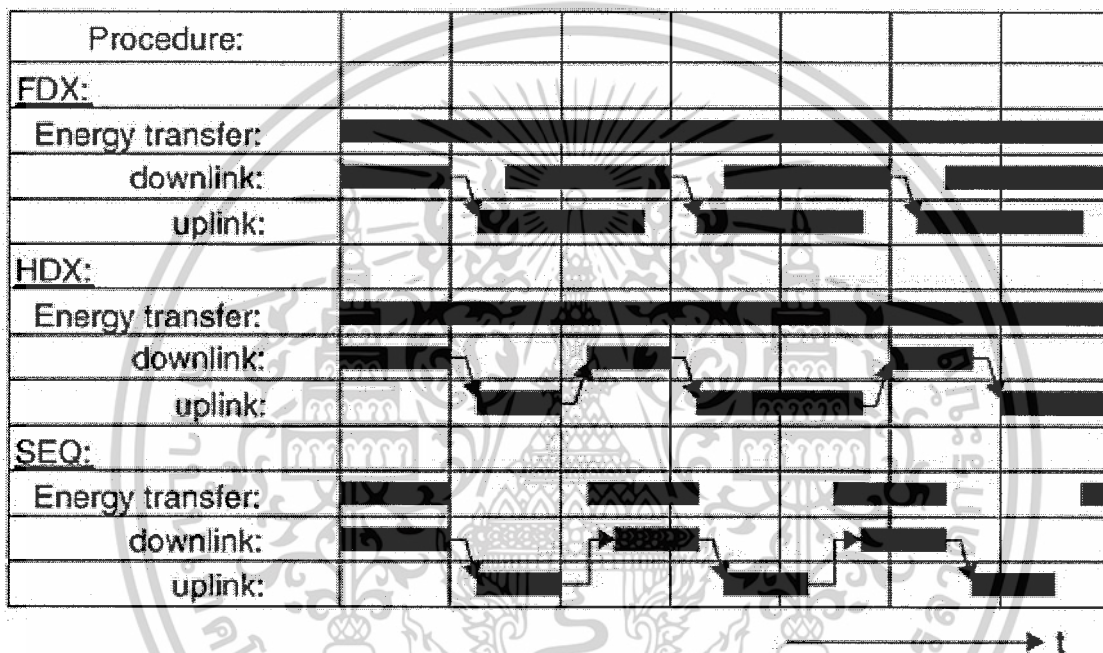 Procedure:
FDX:
Energy transfer:
downlink:
uplink:
HDX:
Energy transfer:
downlink:
uplink:
SEQ:
Energy transfer:
downlink:
uplink:
t